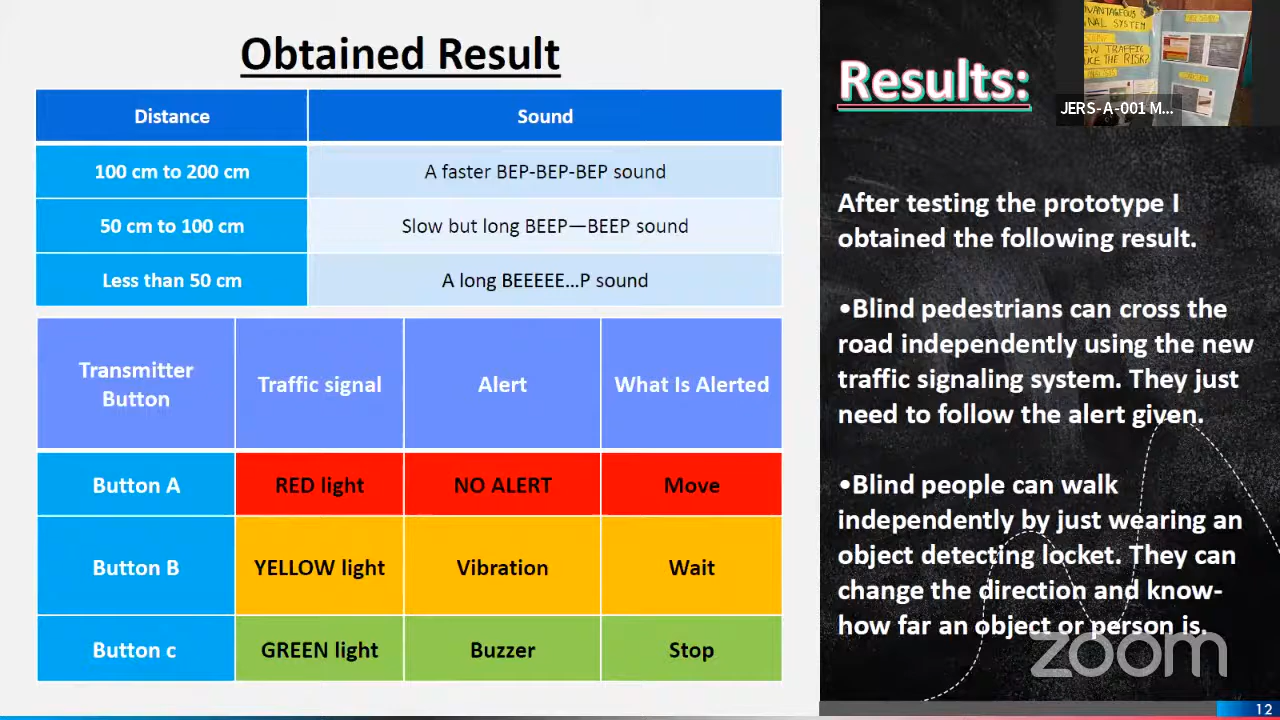 Obtained Result
Distance Sound
100 cm to 200 cm A faster BEP-BEP-BEP sound
50 cm to 100 cm Slow but long BEEP—BEEP sound
Less than 50 cm A long BEEEEE...P sound
Transmitter
Button
Traffic signal Alert What Is Alerted
Button A RED light NO ALERT Move
Button B YELLOW light Vibration Wait
Button c GREEN light Buzzer Stop
Results:
JERS-A-001 M...
After testing the prototype I
obtained the following result.
•Blind pedestrians can cross the
road independently using the new
traffic signaling system. They just
need to follow the alert given.
•Blind people can walk
independently by just wearing an
object detecting locket. They can
change the direction and know-
how far an object or person is.
zoom
12